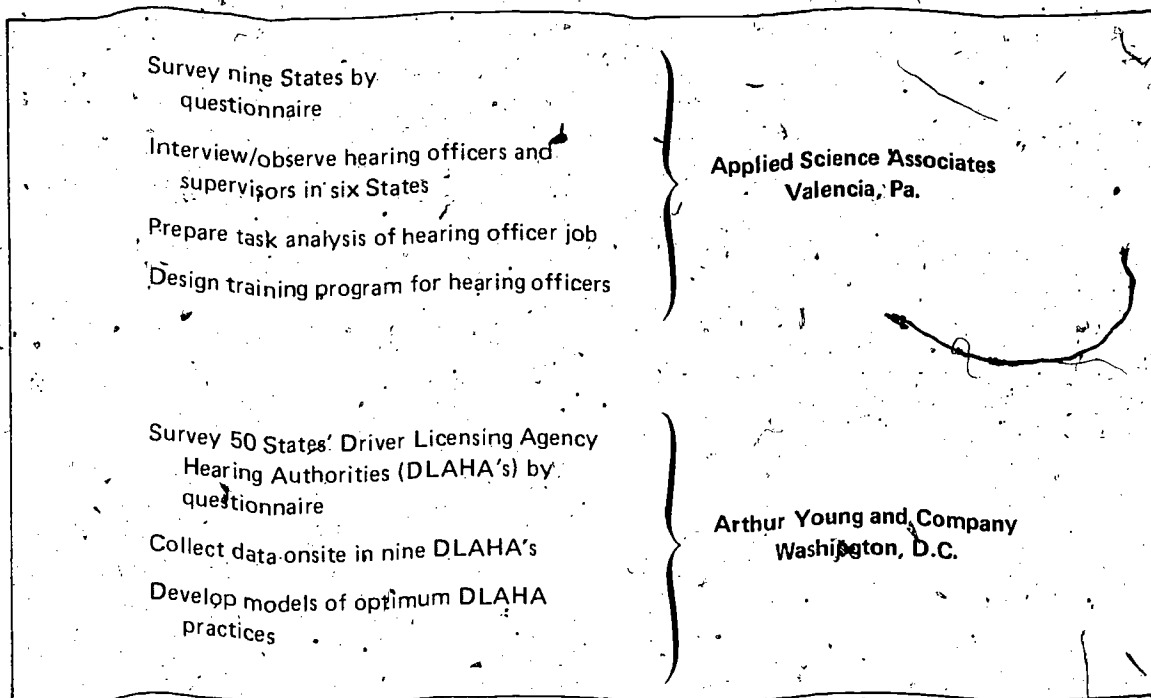 Survey nine States by
questionnaire
Interview/observe hearing officers and
supervisors in six States
Prepare task analysis of hearing officer job
Design training program for hearing officers
Applied Science Associates
Valencia, Pa.
Survey 50 States' Driver Licensing Agency
Hearing Authorities (DLAHA's) by
questionnaire
Collect data onsite in nine DLAHA's
Develop models of optimum DLAHA
practices
Arthur Young and Company
Washington, D.C.